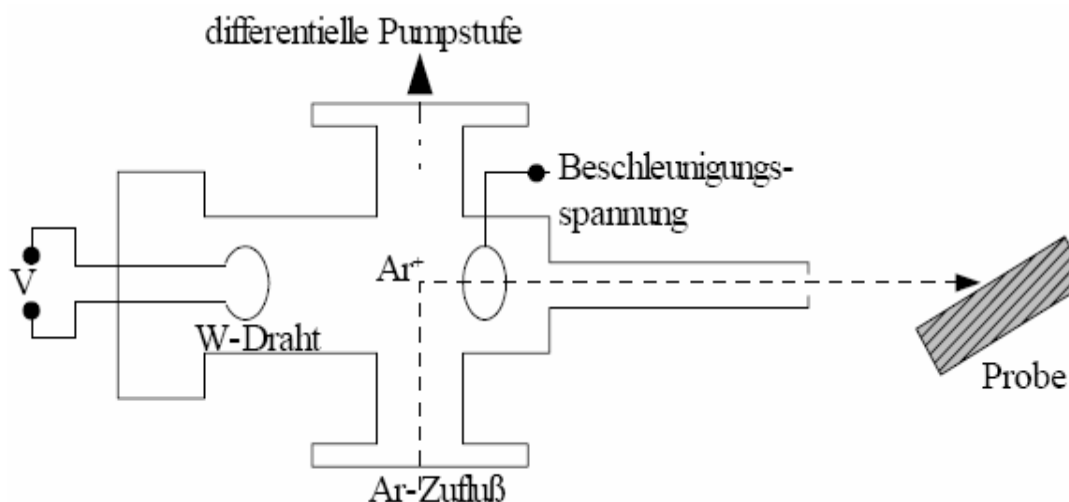 differentielle Pumpstufe
Beschleunigungs-
spannung
Ar⁺
V
W-Draht
Probe
Ar-Zufluß